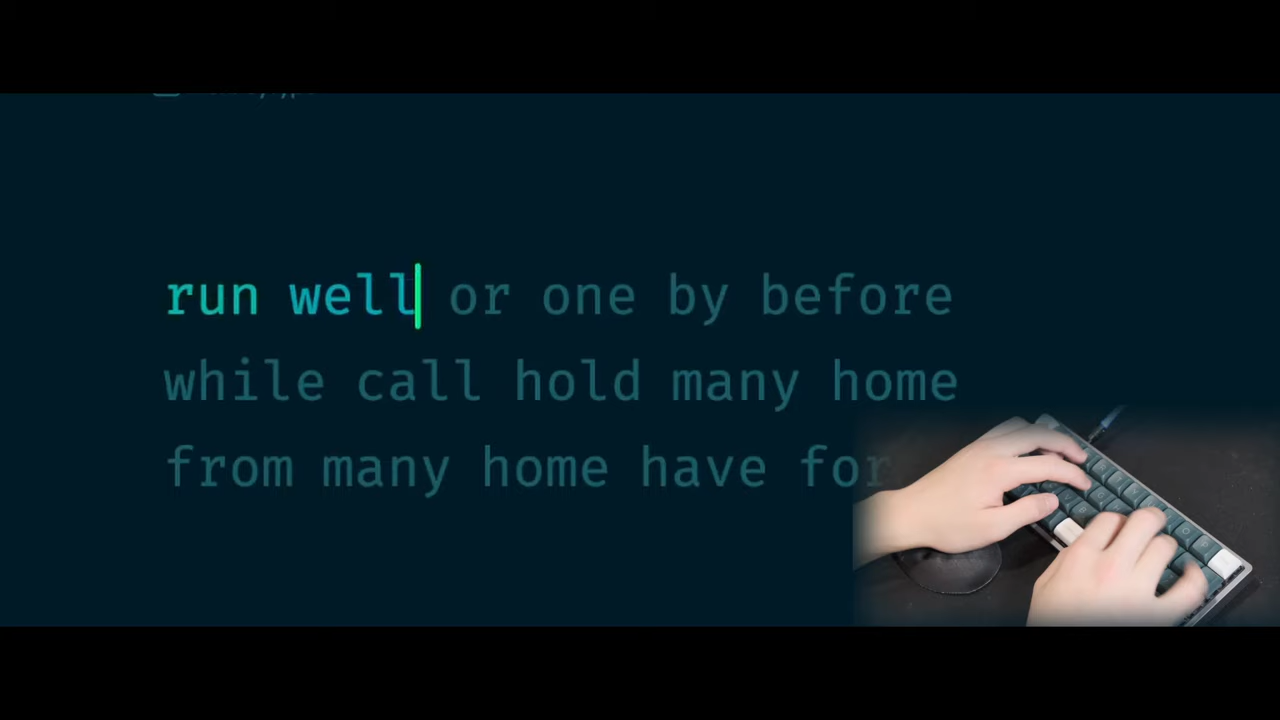 run well or one by before
while call hold many home
from many home have for